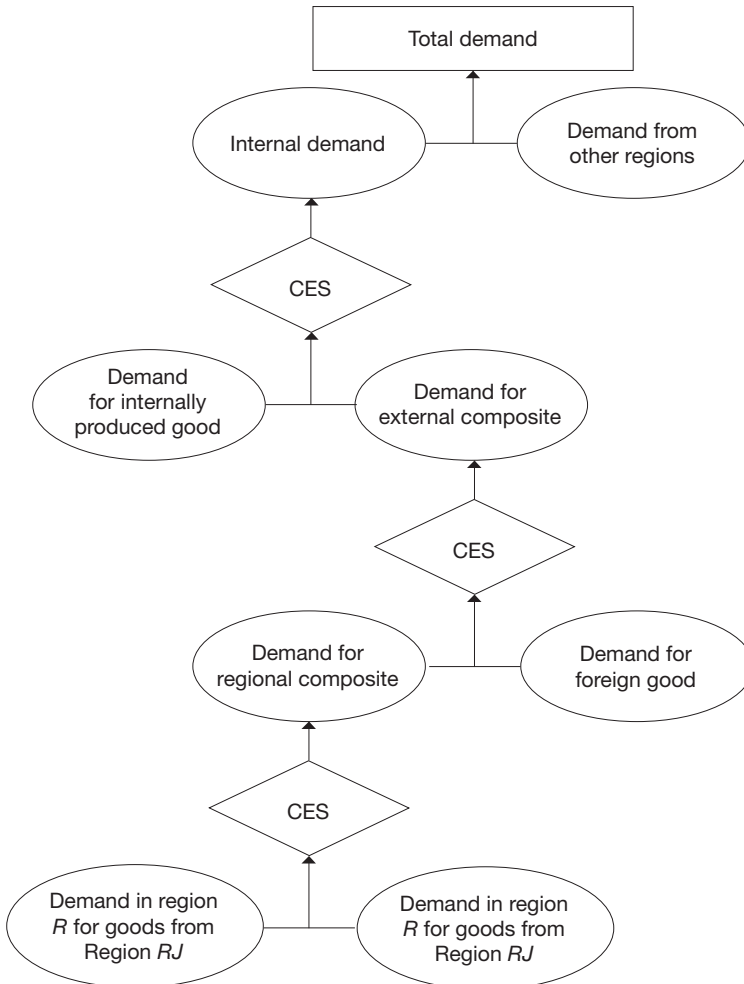 Total demand
Internal demand
Demand from
other regions
CES
Demand
for internally
produced good
Demand for
external composite
CES
Demand for
regional composite
Demand for
foreign good
CES
Demand in region
R for goods from
Region RJ
Demand in region
R for goods from
Region RJ